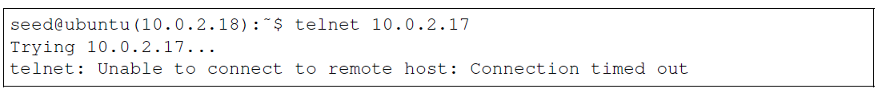 seed@ubuntu(10.0.2.18):~$ telnet 10.0.2.17
Trying 10.0.2.17...
telnet: Unable to connect to remote host: Connection timed out